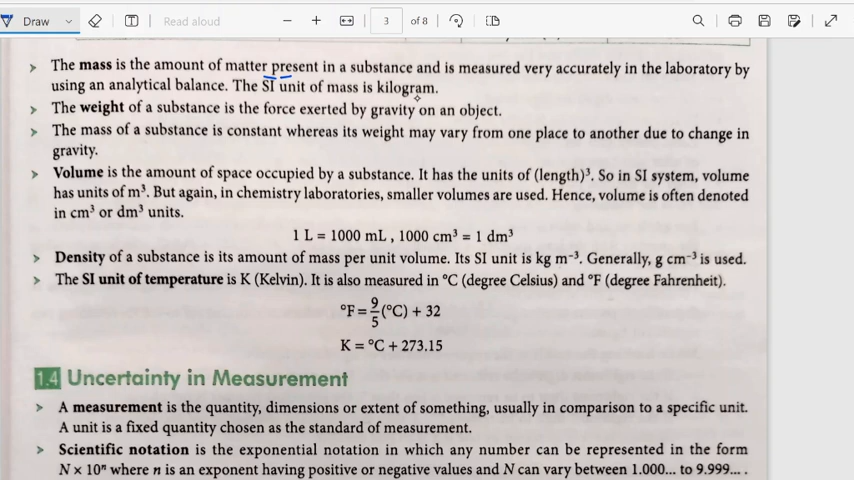 Draw
Read aloud
3
of 8
The mass is the amount of matter present in a substance and is measured very accurately in the laboratory by
using an analytical balance. The SI unit of mass is kilogram.
The weight of a substance is the force exerted by gravity on an object.
The mass of a substance is constant whereas its weight may vary from one place to another due to change in
gravity.
Volume is the amount of space occupied by a substance. It has the units of (length)³. So in SI system, volume
has units of m³. But again, in chemistry laboratories, smaller volumes are used. Hence, volume is often denoted
in cm³ or dm³ units.
1 L = 1000 mL , 1000 cm³ = 1 dm³
Density of a substance is its amount of mass per unit volume. Its SI unit is kg m⁻³. Generally, g cm⁻³ is used.
The SI unit of temperature is K (Kelvin). It is also measured in °C (degree Celsius) and °F (degree Fahrenheit).
°F = 9/5 (°C) + 32
K = °C + 273.15
1.4 Uncertainty in Measurement
A measurement is the quantity, dimensions or extent of something, usually in comparison to a specific unit.
A unit is a fixed quantity chosen as the standard of measurement.
Scientific notation is the exponential notation in which any number can be represented in the form
N × 10ⁿ where n is an exponent having positive or negative values and N can vary between 1.000... to 9.999... .